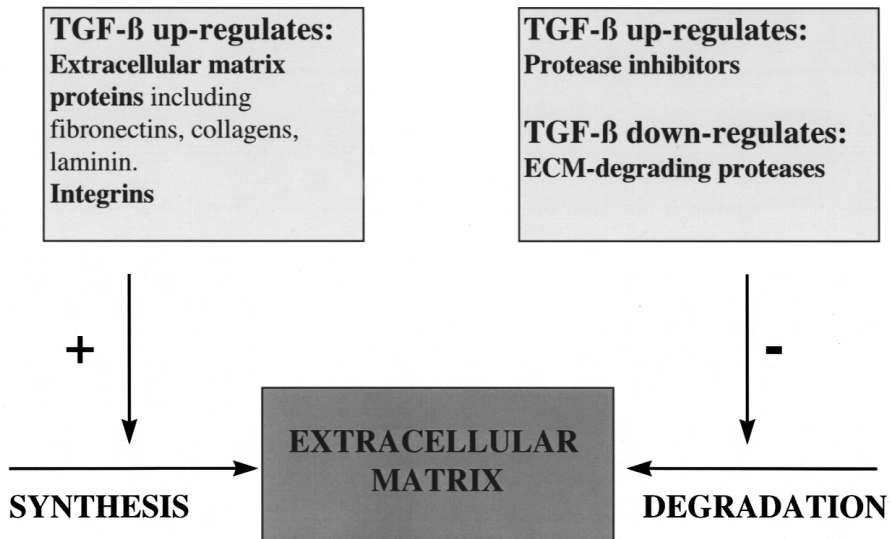 TGF-ß up-regulates:
Extracellular matrix
proteins including
fibronectins, collagens,
laminin.
Integrins
TGF-ß up-regulates:
Protease inhibitors
TGF-ß down-regulates:
ECM-degrading proteases
+
-
EXTRACELLULAR
MATRIX
SYNTHESIS
DEGRADATION